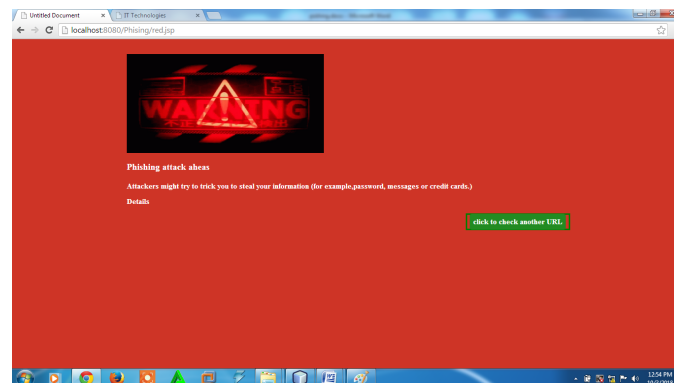 Untitled Document
IT Technologies
localhost:8080/Phising/red.jsp
WARNING
Phishing attack aheas
Attackers might try to trick you to steal your information (for example,password, messages or credit cards.)
Details
click to check another URL
12:54 PM